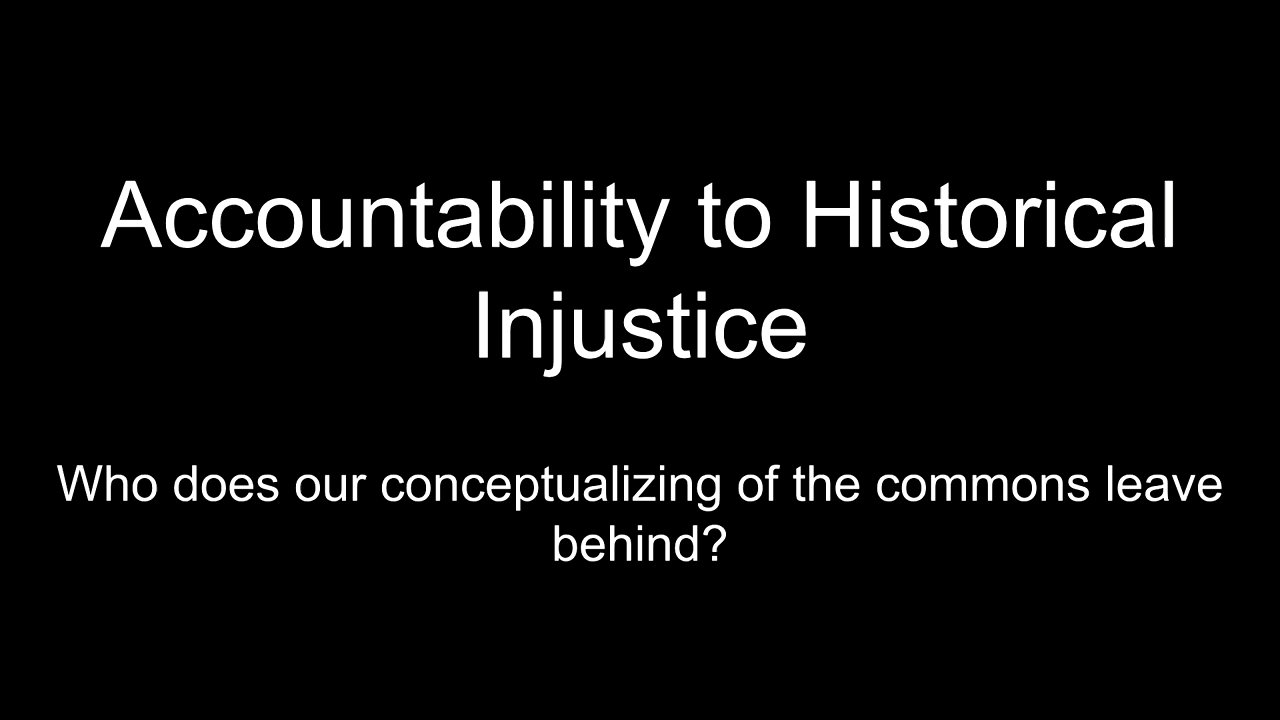 Accountability to Historical
Injustice
Who does our conceptualizing of the commons leave
behind?